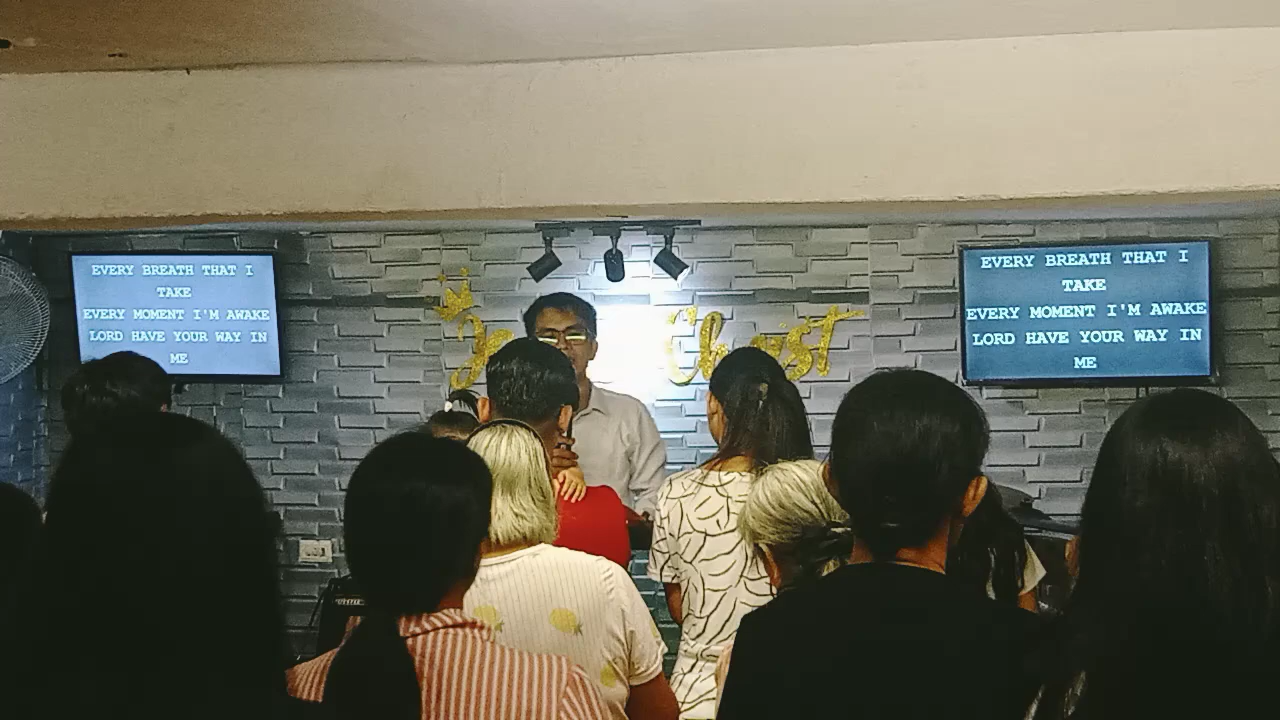 EVERY BREATH THAT I
TAKE
EVERY MOMENT I'M AWAKE
LORD HAVE YOUR WAY IN
ME
Christ
EVERY BREATH THAT I
TAKE
EVERY MOMENT I'M AWAKE
LORD HAVE YOUR WAY IN
ME